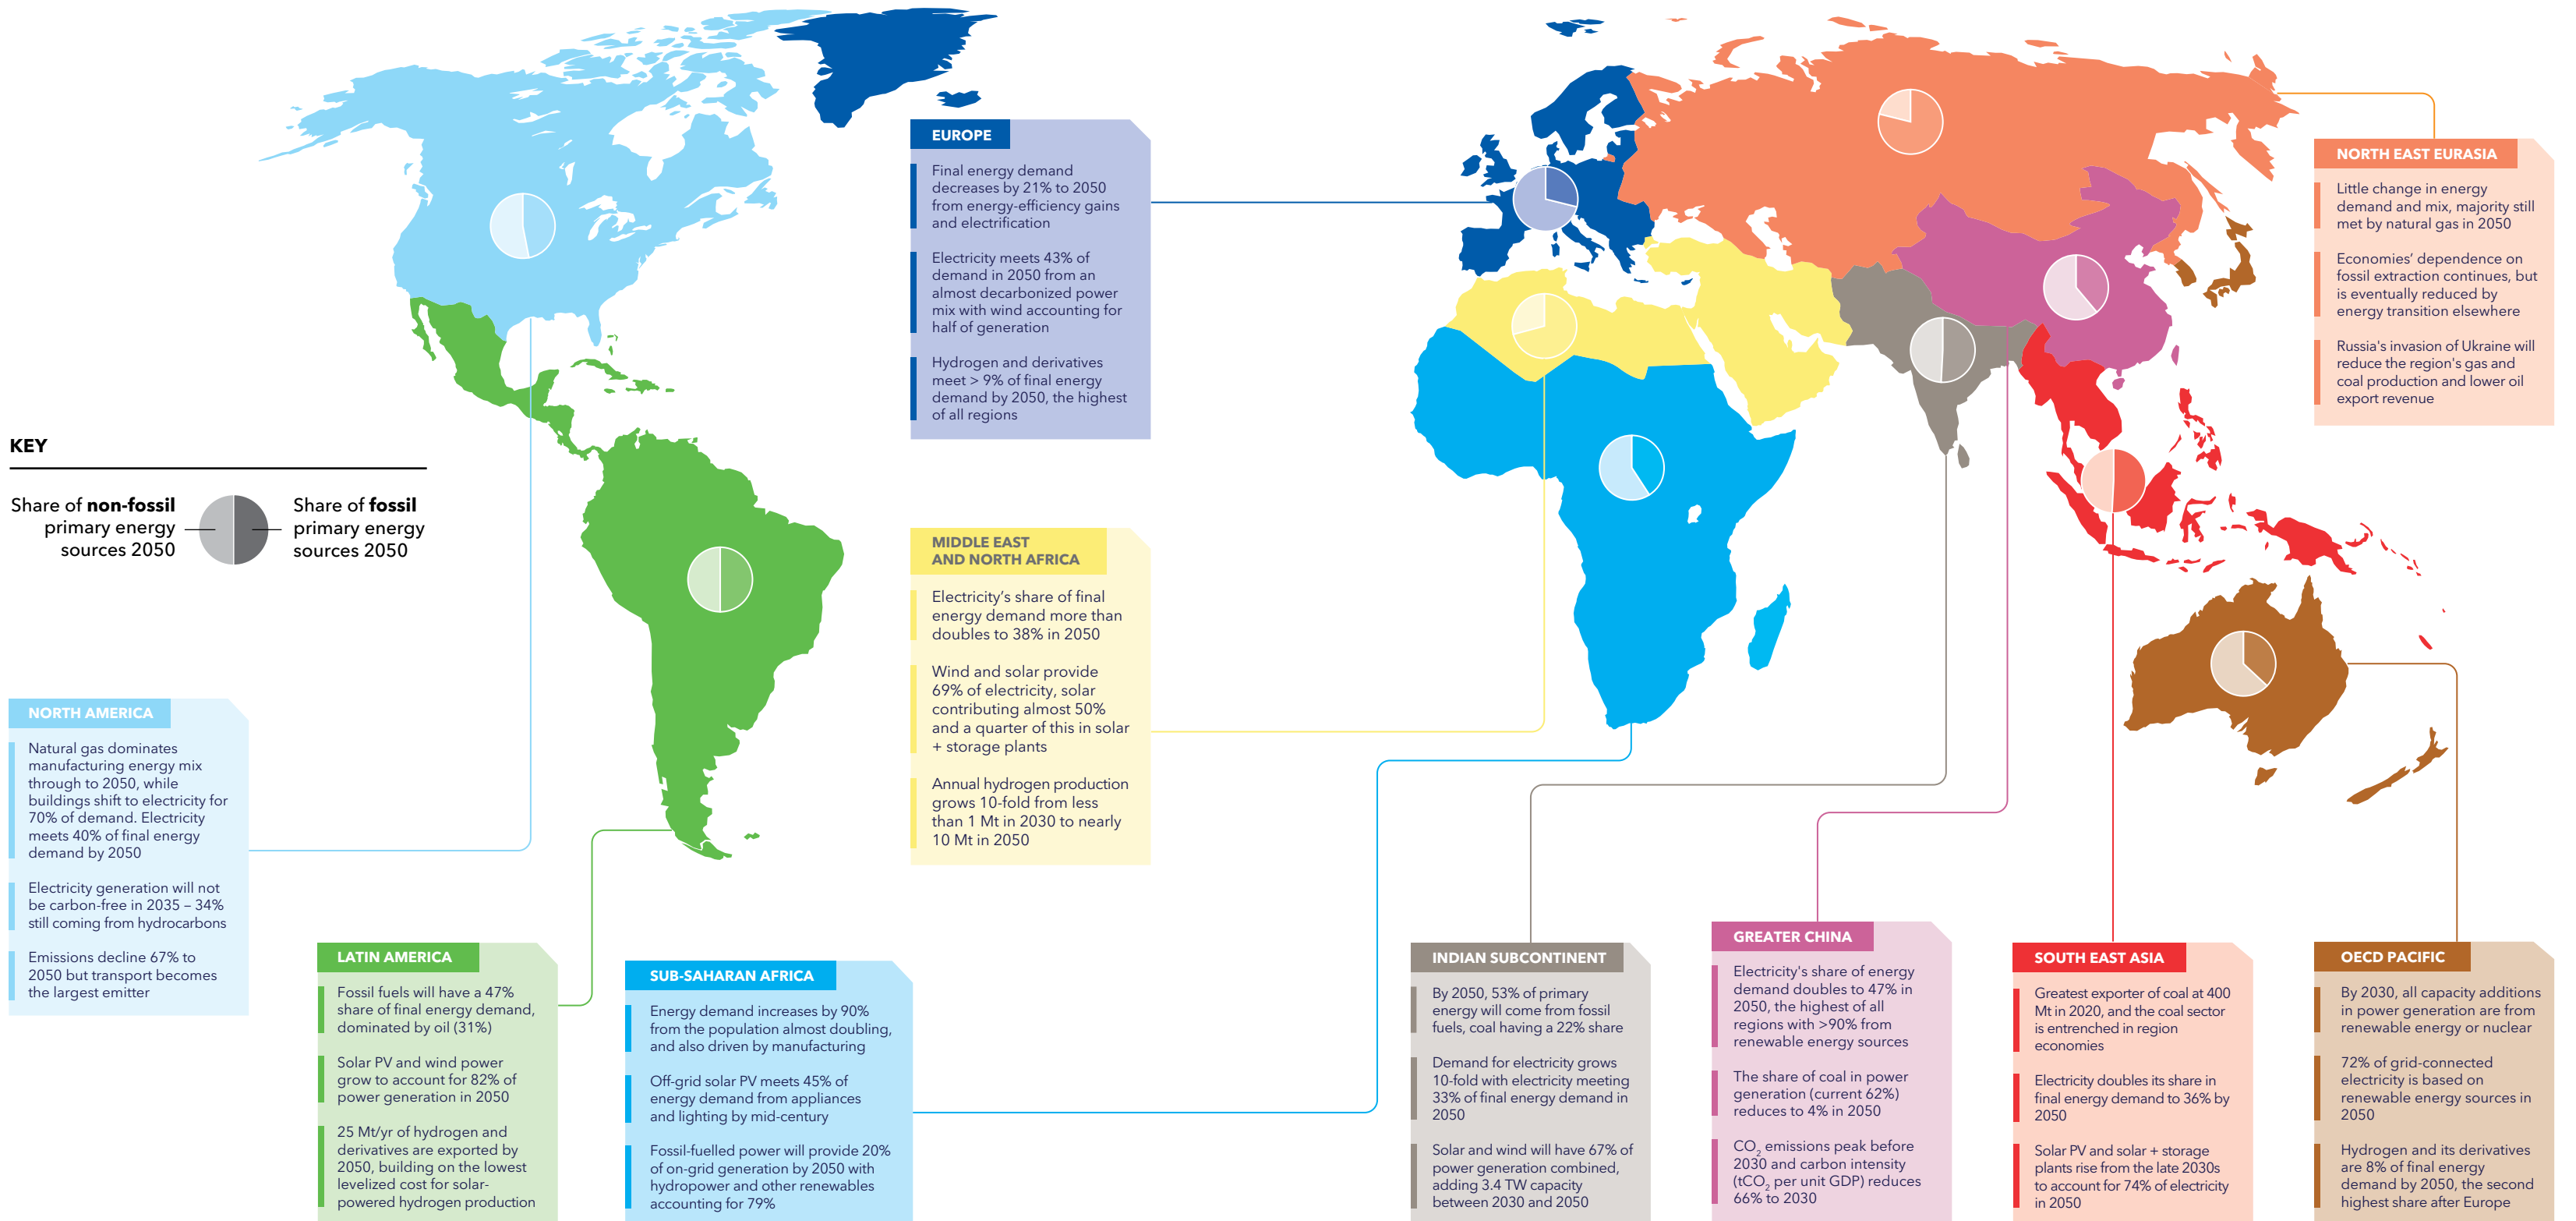 EUROPE
Final energy demand
decreases by 21% to 2050
from energy-efficiency gains
and electrification
Electricity meets 43% of
demand in 2050 from an
almost decarbonized power
mix with wind accounting for
half of generation
Hydrogen and derivatives
meet > 9% of final energy
demand by 2050, the highest
of all regions
NORTH EAST EURASIA
Little change in energy
demand and mix, majority still
met by natural gas in 2050
Economies’ dependence on
fossil extraction continues, but
is eventually reduced by
energy transition elsewhere
Russia's invasion of Ukraine will
reduce the region's gas and
coal production and lower oil
export revenue
KEY
Share of non-fossil
primary energy
sources 2050
Share of fossil
primary energy
sources 2050
MIDDLE EAST
AND NORTH AFRICA
Electricity’s share of final
energy demand more than
doubles to 38% in 2050
Wind and solar provide
69% of electricity, solar
contributing almost 50%
and a quarter of this in solar
+ storage plants
Annual hydrogen production
grows 10-fold from less
than 1 Mt in 2030 to nearly
10 Mt in 2050
NORTH AMERICA
Natural gas dominates
manufacturing energy mix
through to 2050, while
buildings shift to electricity for
70% of demand. Electricity
meets 40% of final energy
demand by 2050
Electricity generation will not
be carbon-free in 2035 – 34%
still coming from hydrocarbons
Emissions decline 67% to
2050 but transport becomes
the largest emitter
LATIN AMERICA
Fossil fuels will have a 47%
share of final energy demand,
dominated by oil (31%)
Solar PV and wind power
grow to account for 82% of
power generation in 2050
25 Mt/yr of hydrogen and
derivatives are exported by
2050, building on the lowest
levelized cost for solar-
powered hydrogen production
SUB-SAHARAN AFRICA
Energy demand increases by 90%
from the population almost doubling,
and also driven by manufacturing
Off-grid solar PV meets 45% of
energy demand from appliances
and lighting by mid-century
Fossil-fuelled power will provide 20%
of on-grid generation by 2050 with
hydropower and other renewables
accounting for 79%
INDIAN SUBCONTINENT
By 2050, 53% of primary
energy will come from fossil
fuels, coal having a 22% share
Demand for electricity grows
10-fold with electricity meeting
33% of final energy demand in
2050
Solar and wind will have 67% of
power generation combined,
adding 3.4 TW capacity
between 2030 and 2050
GREATER CHINA
Electricity's share of energy
demand doubles to 47% in
2050, the highest of all
regions with >90% from
renewable energy sources
The share of coal in power
generation (current 62%)
reduces to 4% in 2050
CO₂ emissions peak before
2030 and carbon intensity
(tCO₂ per unit GDP) reduces
66% to 2030
SOUTH EAST ASIA
Greatest exporter of coal at 400
Mt in 2020, and the coal sector
is entrenched in region
economies
Electricity doubles its share in
final energy demand to 36% by
2050
Solar PV and solar + storage
plants rise from the late 2030s
to account for 74% of electricity
in 2050
OECD PACIFIC
By 2030, all capacity additions
in power generation are from
renewable energy or nuclear
72% of grid-connected
electricity is based on
renewable energy sources in
2050
Hydrogen and its derivatives
are 8% of final energy
demand by 2050, the second
highest share after Europe